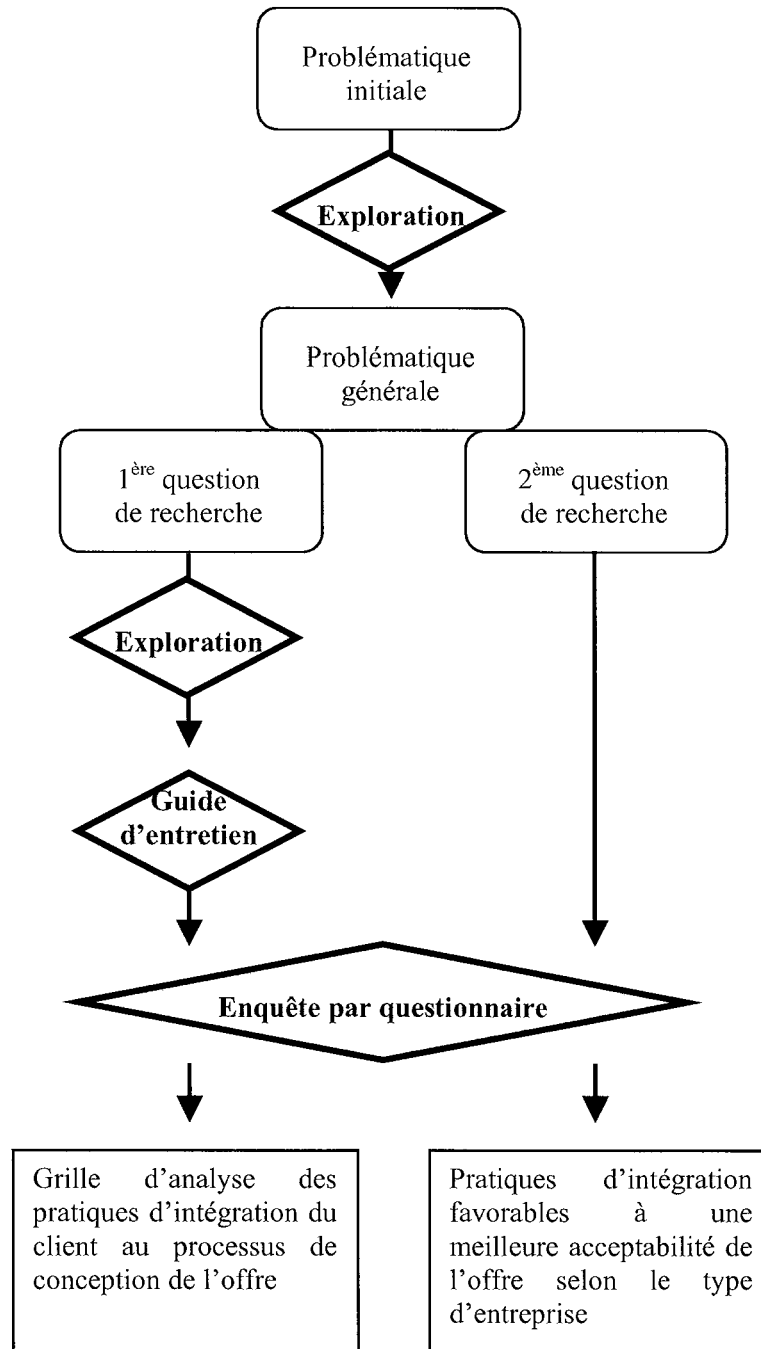 Problématique
initiale
Exploration
Problématique
générale
1ère question
de recherche
2ème question
de recherche
Exploration
Guide
d’entretien
Enquête par questionnaire
Grille d’analyse des
pratiques d’intégration du
client au processus de
conception de l’offre
Pratiques d’intégration
favorables à une
meilleure acceptabilité de
l’offre selon le type
d’entreprise